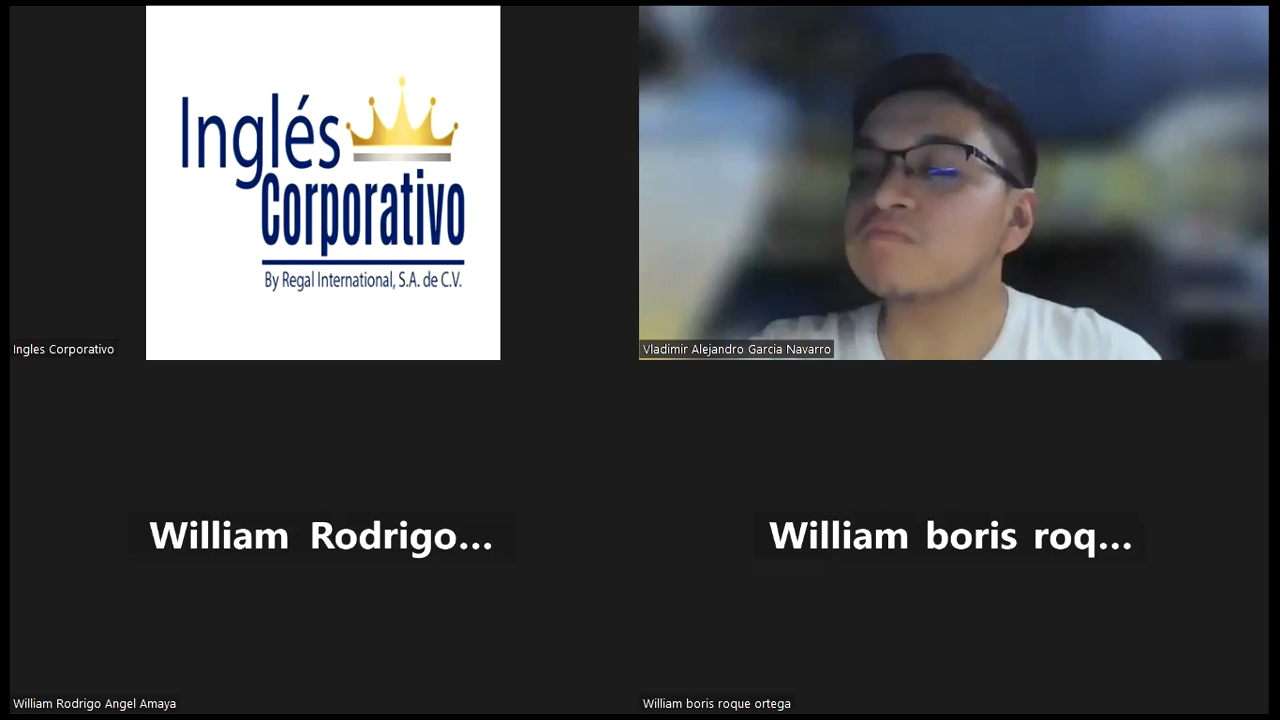 Inglés
Corporativo
By Regal International, S.A. de C.V.
Ingles Corporativo
Vladimir Alejandro Garcia Navarro
William Rodrigo...
William boris roq...
William Rodrigo Angel Amaya
William boris roque ortega